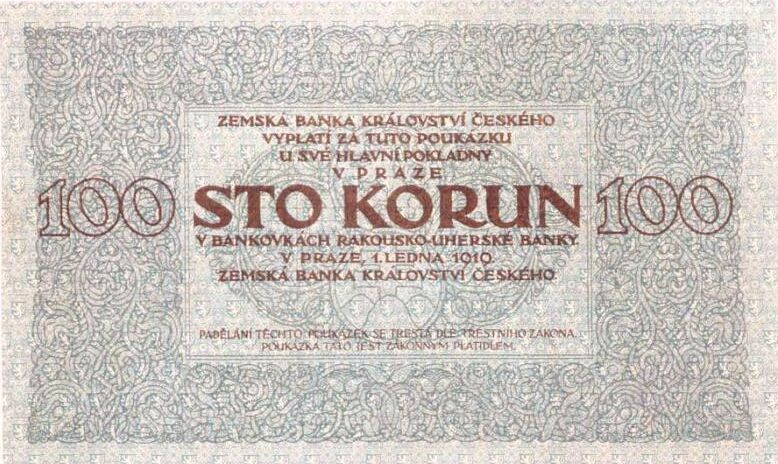 ZEMSKÁ BANKA KRÁLOVSTVÍ ČESKÉHO
VYPLATÍ ZA TUTO POUKÁZKU
U SVÉ HLAVNÍ POKLADNY
V PRAZE
100 STO KORUN 100
V BANKOVKÁCH RAKOUSKO-UHERSKÉ BANKY.
V PRAZE, 1. LEDNA 1919.
ZEMSKÁ BANKA KRÁLOVSTVÍ ČESKÉHO
PADĚLÁNÍ TĚCHTO POUKÁZEK SE TRESTÁ DLE TRESTNÍHO ZÁKONA.
POUKÁZKA TATO JEST ZÁKONNÝM PLATIDLEM.